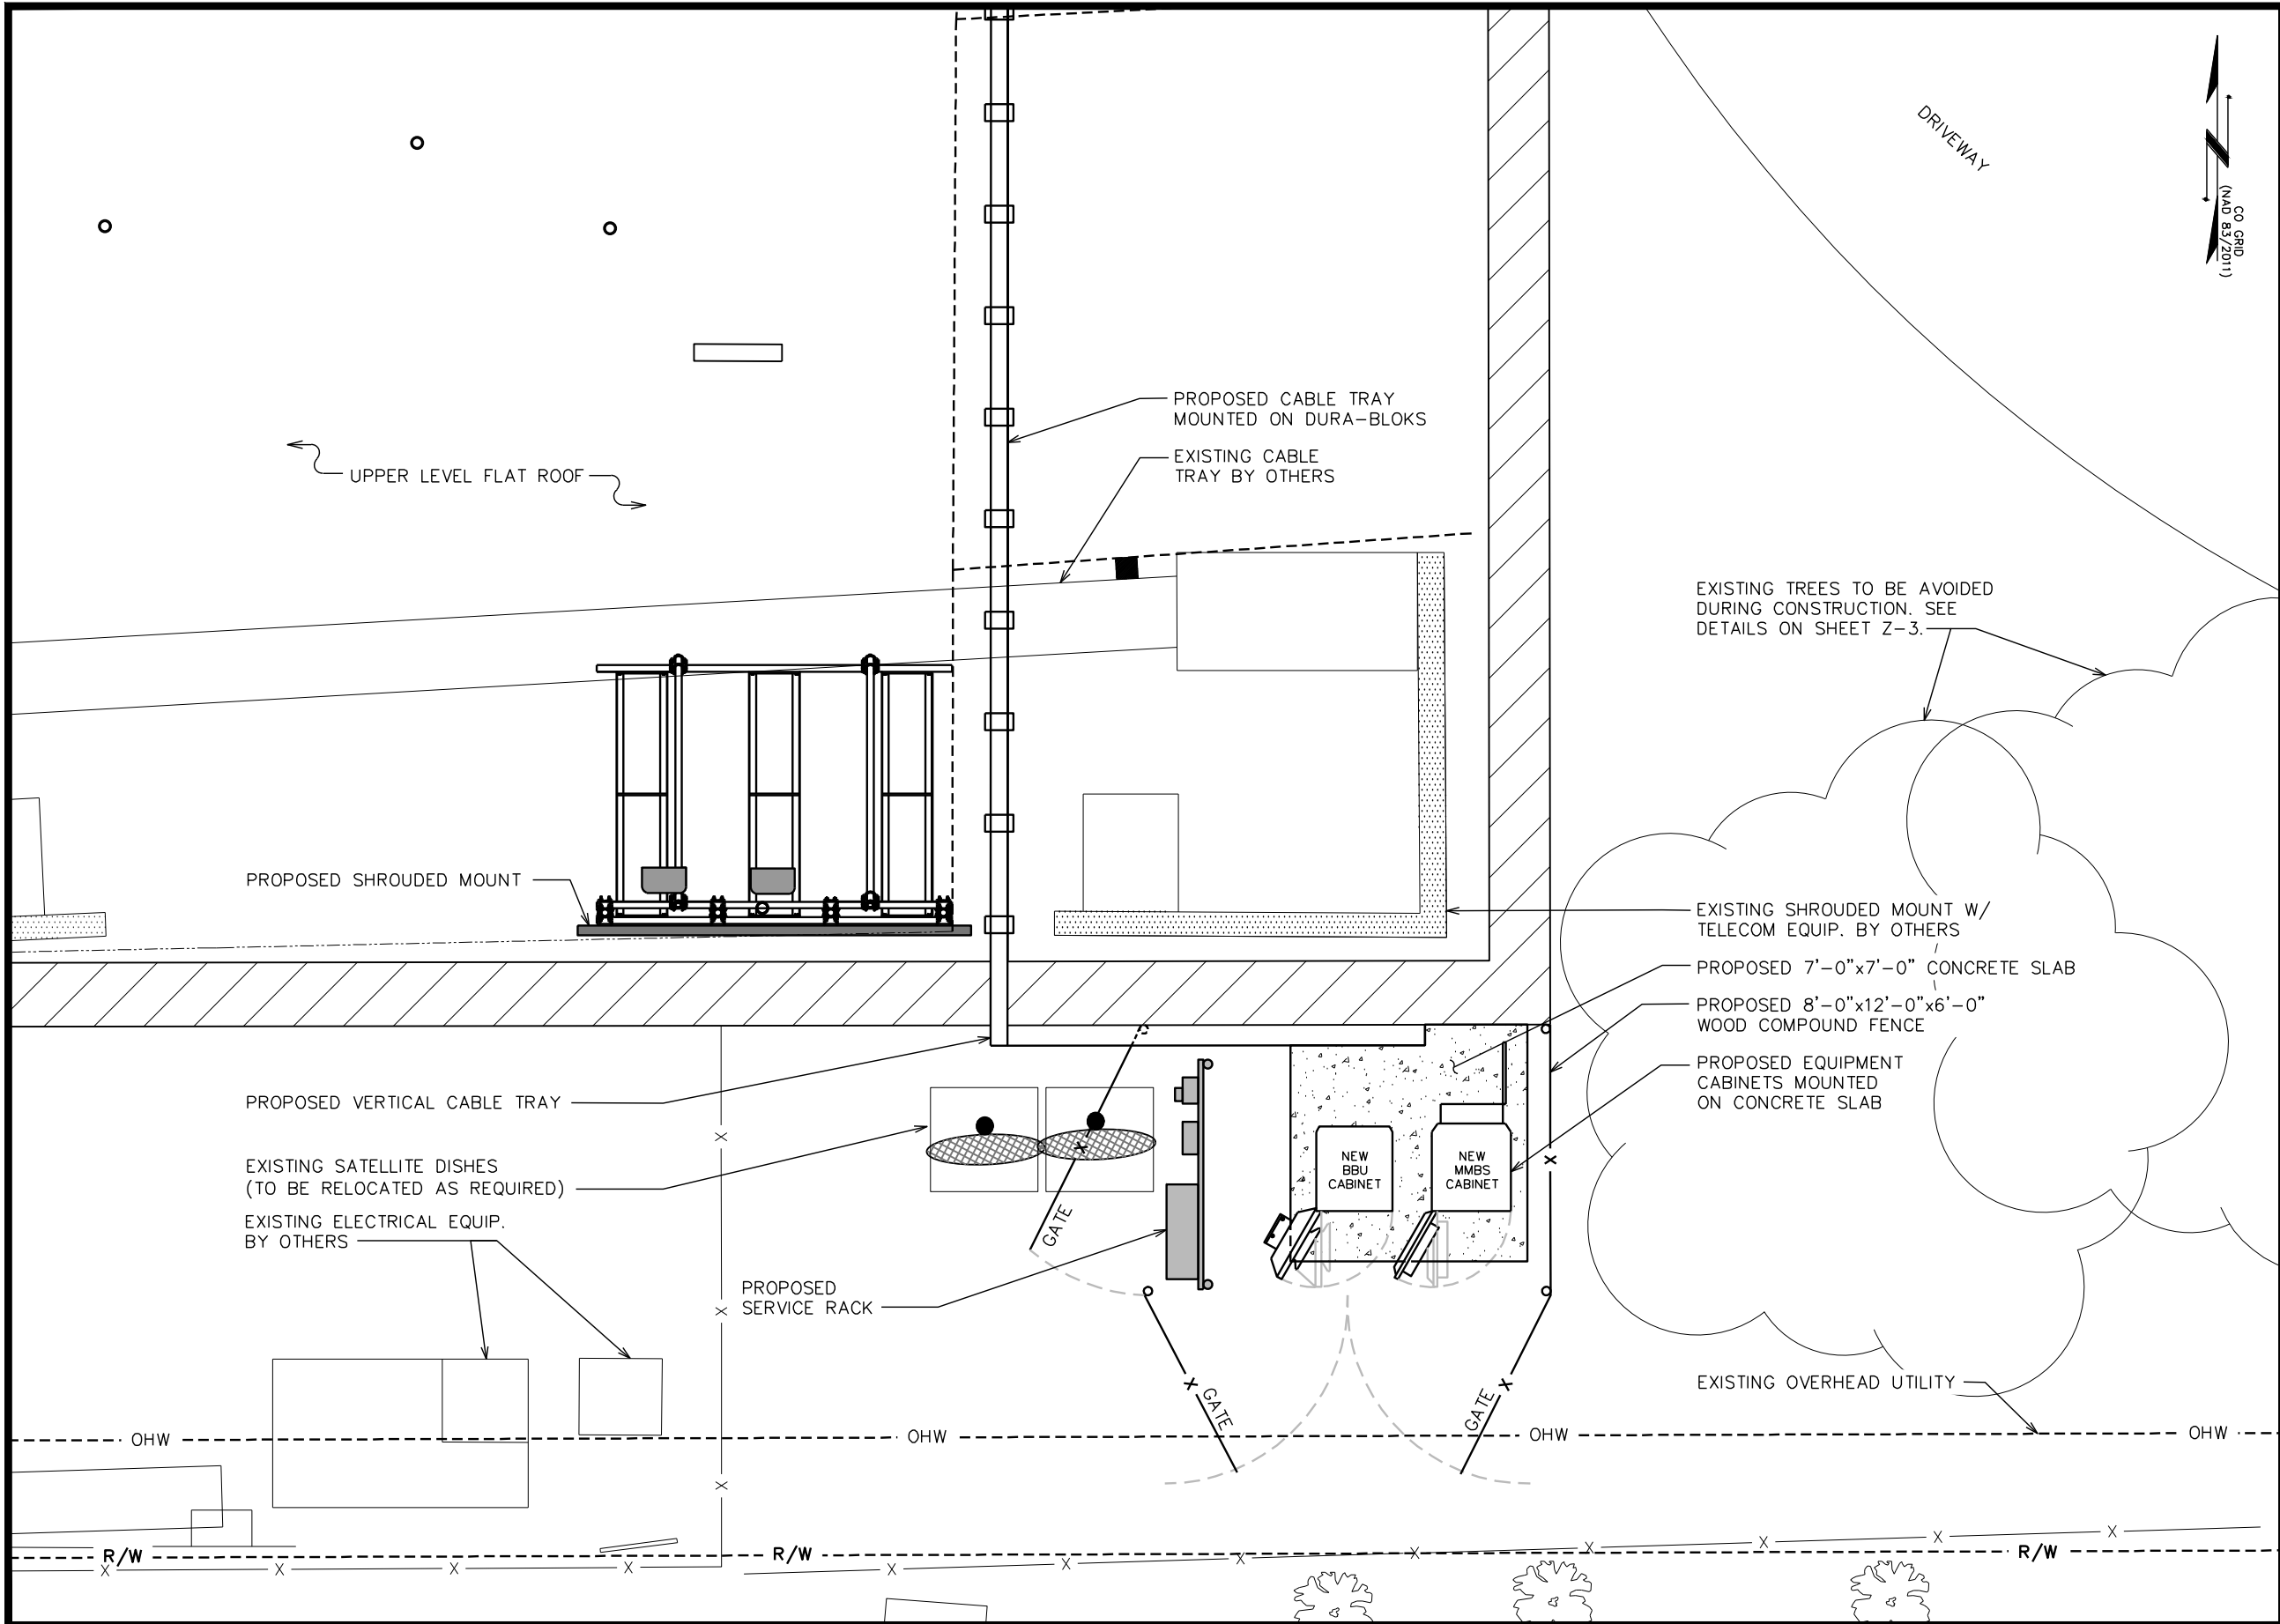 DRIVEWAY
CO GRID
(NAD 83/2011)
PROPOSED CABLE TRAY
MOUNTED ON DURA-BLOKS
EXISTING CABLE
TRAY BY OTHERS
UPPER LEVEL FLAT ROOF
EXISTING TREES TO BE AVOIDED
DURING CONSTRUCTION. SEE
DETAILS ON SHEET Z-3.
PROPOSED SHROUDED MOUNT
EXISTING SHROUDED MOUNT W/
TELECOM EQUIP. BY OTHERS
PROPOSED 7'-0"x7'-0" CONCRETE SLAB
PROPOSED 8'-0"x12'-0"x6'-0"
WOOD COMPOUND FENCE
PROPOSED EQUIPMENT
CABINETS MOUNTED
ON CONCRETE SLAB
PROPOSED VERTICAL CABLE TRAY
EXISTING SATELLITE DISHES
(TO BE RELOCATED AS REQUIRED)
EXISTING ELECTRICAL EQUIP.
BY OTHERS
NEW
BBU
CABINET
NEW
MMBS
CABINET
GATE
PROPOSED
SERVICE RACK
GATE
GATE
EXISTING OVERHEAD UTILITY
OHW
OHW
OHW
OHW
R/W
R/W
R/W